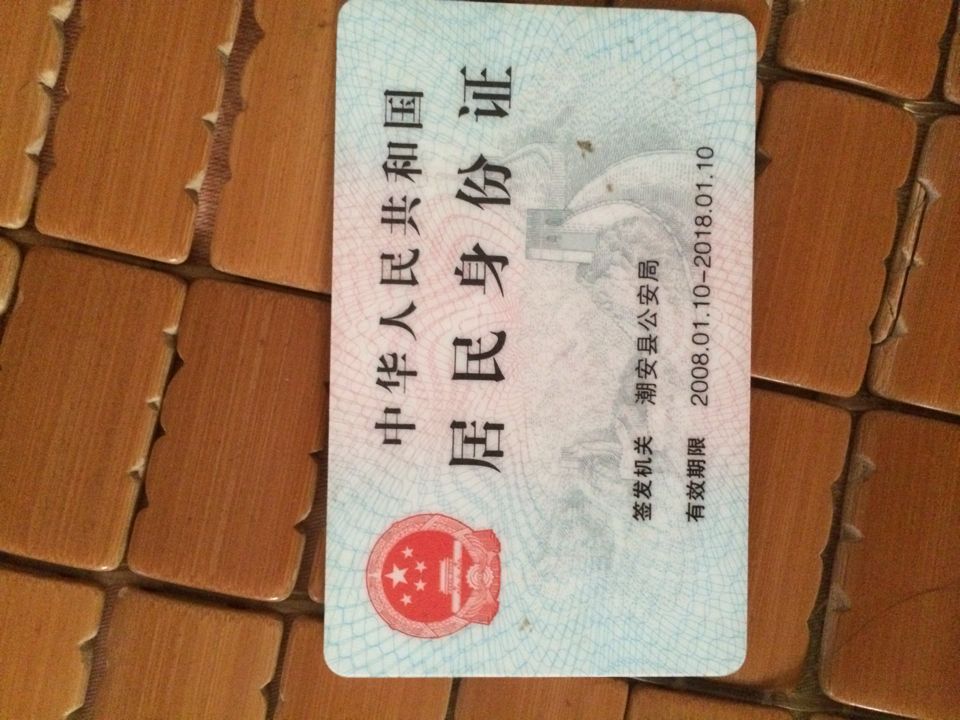 中华人民共和国
居民身份证
签发机关 潮安县公安局
有效期限 2008.01.10-2018.01.10